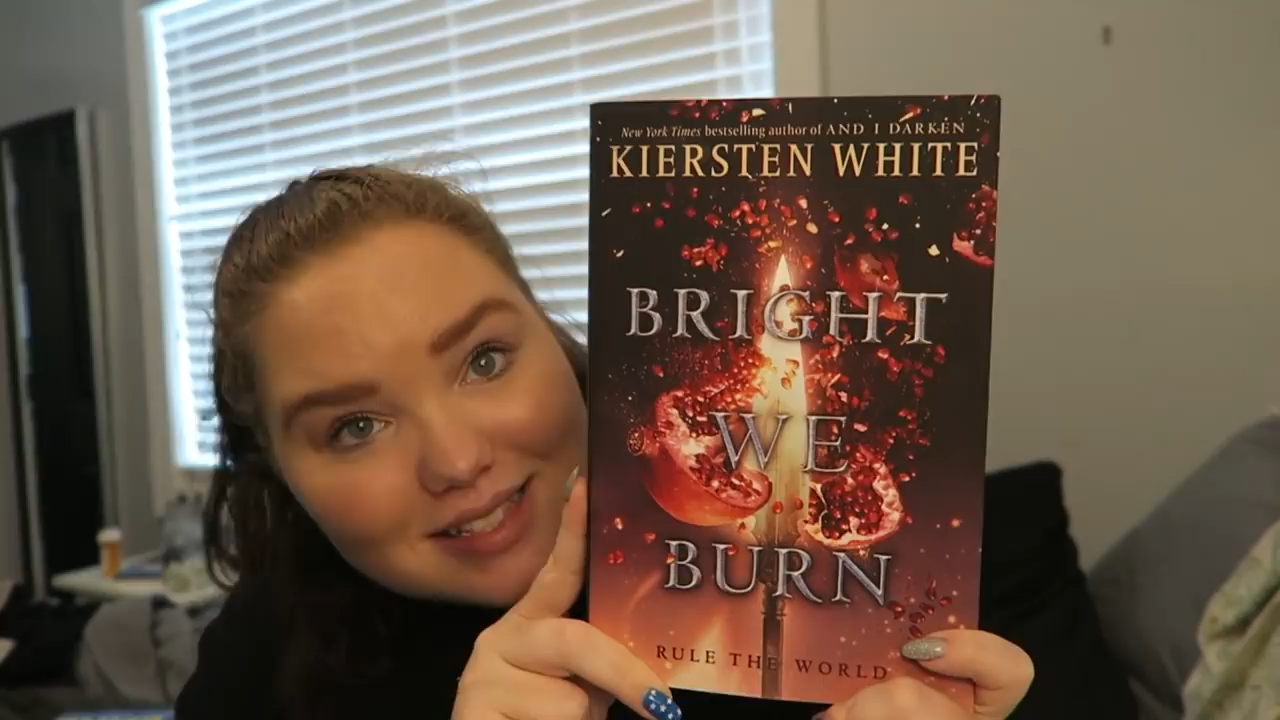 New York Times bestselling author of AND I DARKEN
KIERSTEN WHITE
BRIGHT
WE
BURN
RULE THE WORLD